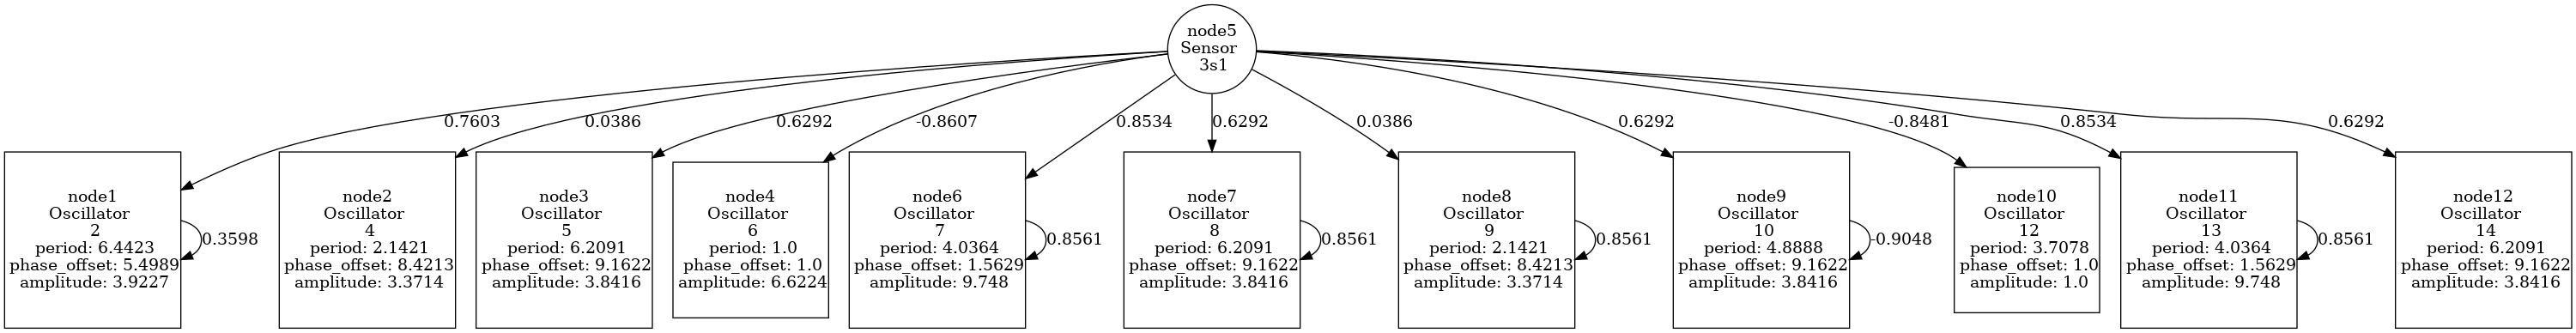 node5
Sensor
3s1
0.7603
0.0386
0.6292
-0.8607
0.8534
0.6292
0.0386
0.6292
-0.8481
0.8534
0.6292
node1
Oscillator
2
period: 6.4423
phase_offset: 5.4989
amplitude: 3.9227
0.3598
node2
Oscillator
4
period: 2.1421
phase_offset: 8.4213
amplitude: 3.3714
node3
Oscillator
5
period: 6.2091
phase_offset: 9.1622
amplitude: 3.8416
node4
Oscillator
6
period: 1.0
phase_offset: 1.0
amplitude: 6.6224
node6
Oscillator
7
period: 4.0364
phase_offset: 1.5629
amplitude: 9.748
0.8561
node7
Oscillator
8
period: 6.2091
phase_offset: 9.1622
amplitude: 3.8416
0.8561
node8
Oscillator
9
period: 2.1421
phase_offset: 8.4213
amplitude: 3.3714
0.8561
node9
Oscillator
10
period: 4.8888
phase_offset: 9.1622
amplitude: 3.8416
-0.9048
node10
Oscillator
12
period: 3.7078
phase_offset: 1.0
amplitude: 1.0
node11
Oscillator
13
period: 4.0364
phase_offset: 1.5629
amplitude: 9.748
0.8561
node12
Oscillator
14
period: 6.2091
phase_offset: 9.1622
amplitude: 3.8416